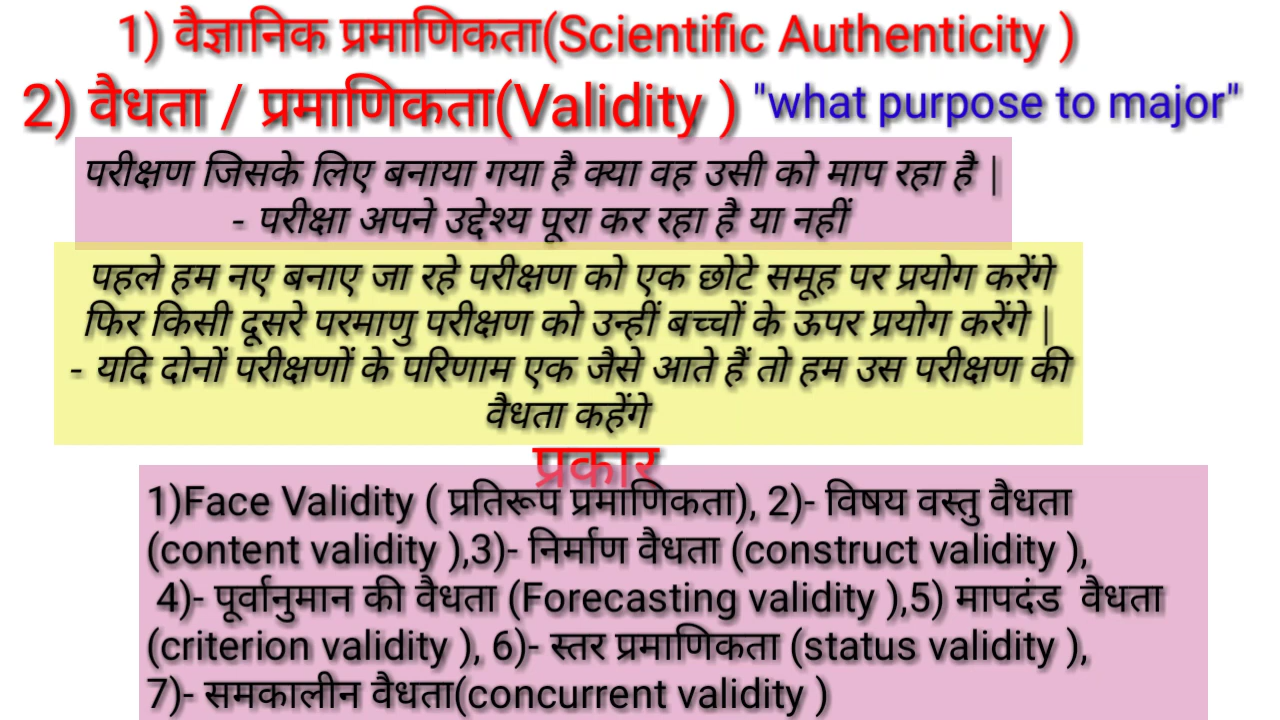 1) वैज्ञानिक प्रमाणिकता(Scientific Authenticity )
2) वैधता / प्रमाणिकता(Validity ) "what purpose to major"
परीक्षण जिसके लिए बनाया गया है क्या वह उसी को माप रहा है |
- परीक्षा अपने उद्देश्य पूरा कर रहा है या नहीं
पहले हम नए बनाए जा रहे परीक्षण को एक छोटे समूह पर प्रयोग करेंगे
फिर किसी दूसरे परमाणु परीक्षण को उन्हीं बच्चों के ऊपर प्रयोग करेंगे |
- यदि दोनों परीक्षणों के परिणाम एक जैसे आते हैं तो हम उस परीक्षण की
वैधता कहेंगे
प्रकार
1)Face Validity ( प्रतिरूप प्रमाणिकता), 2)- विषय वस्तु वैधता
(content validity ),3)- निर्माण वैधता (construct validity ),
4)- पूर्वानुमान की वैधता (Forecasting validity ),5) मापदंड वैधता
(criterion validity ), 6)- स्तर प्रमाणिकता (status validity ),
7)- समकालीन वैधता(concurrent validity )